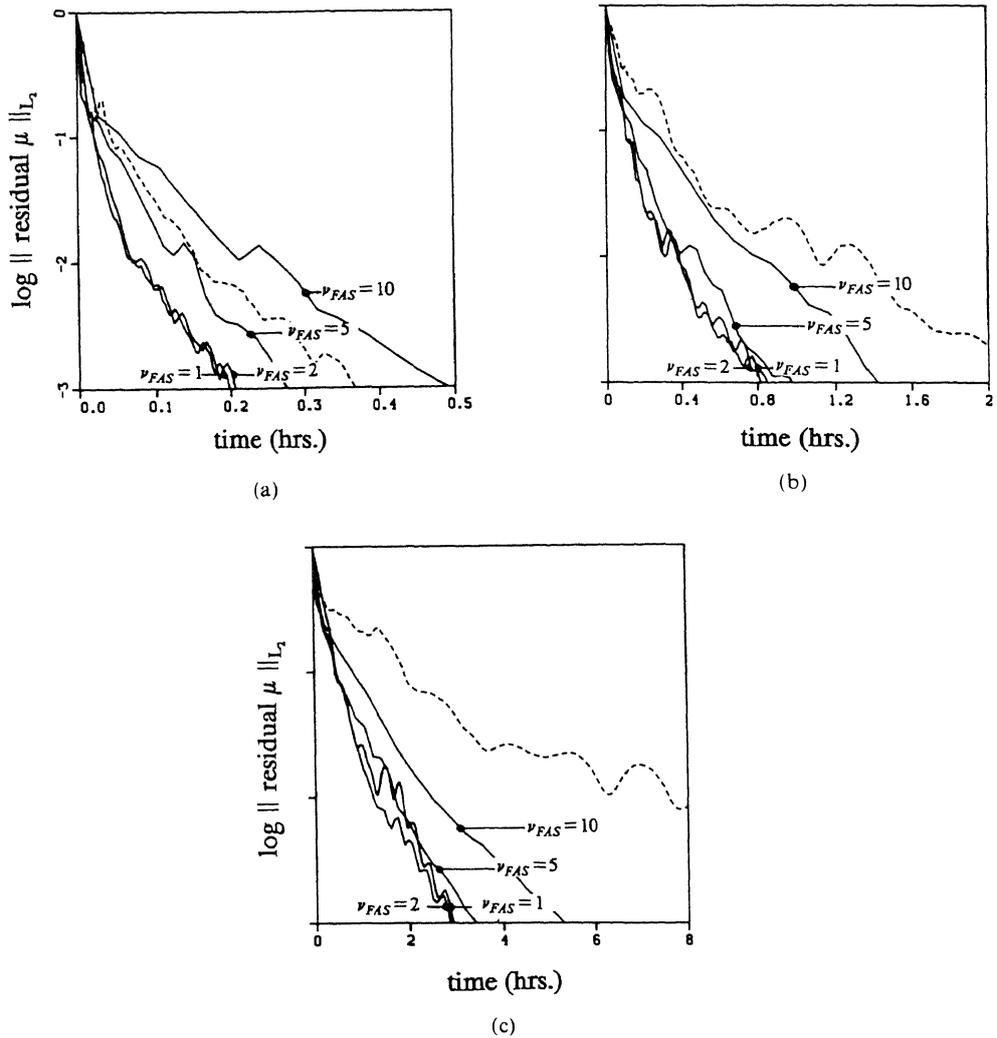 0
-1
-2
-3
log || residual μ ||L2
νFAS=10
νFAS=5
νFAS=1
νFAS=2
0.0 0.1 0.2 0.3 0.4 0.5
time (hrs.)
(a)
νFAS=10
νFAS=5
νFAS=2
νFAS=1
0 0.4 0.8 1.2 1.6 2
time (hrs.)
(b)
log || residual μ ||L2
νFAS=10
νFAS=5
νFAS=2
νFAS=1
0 2 4 6 8
time (hrs.)
(c)